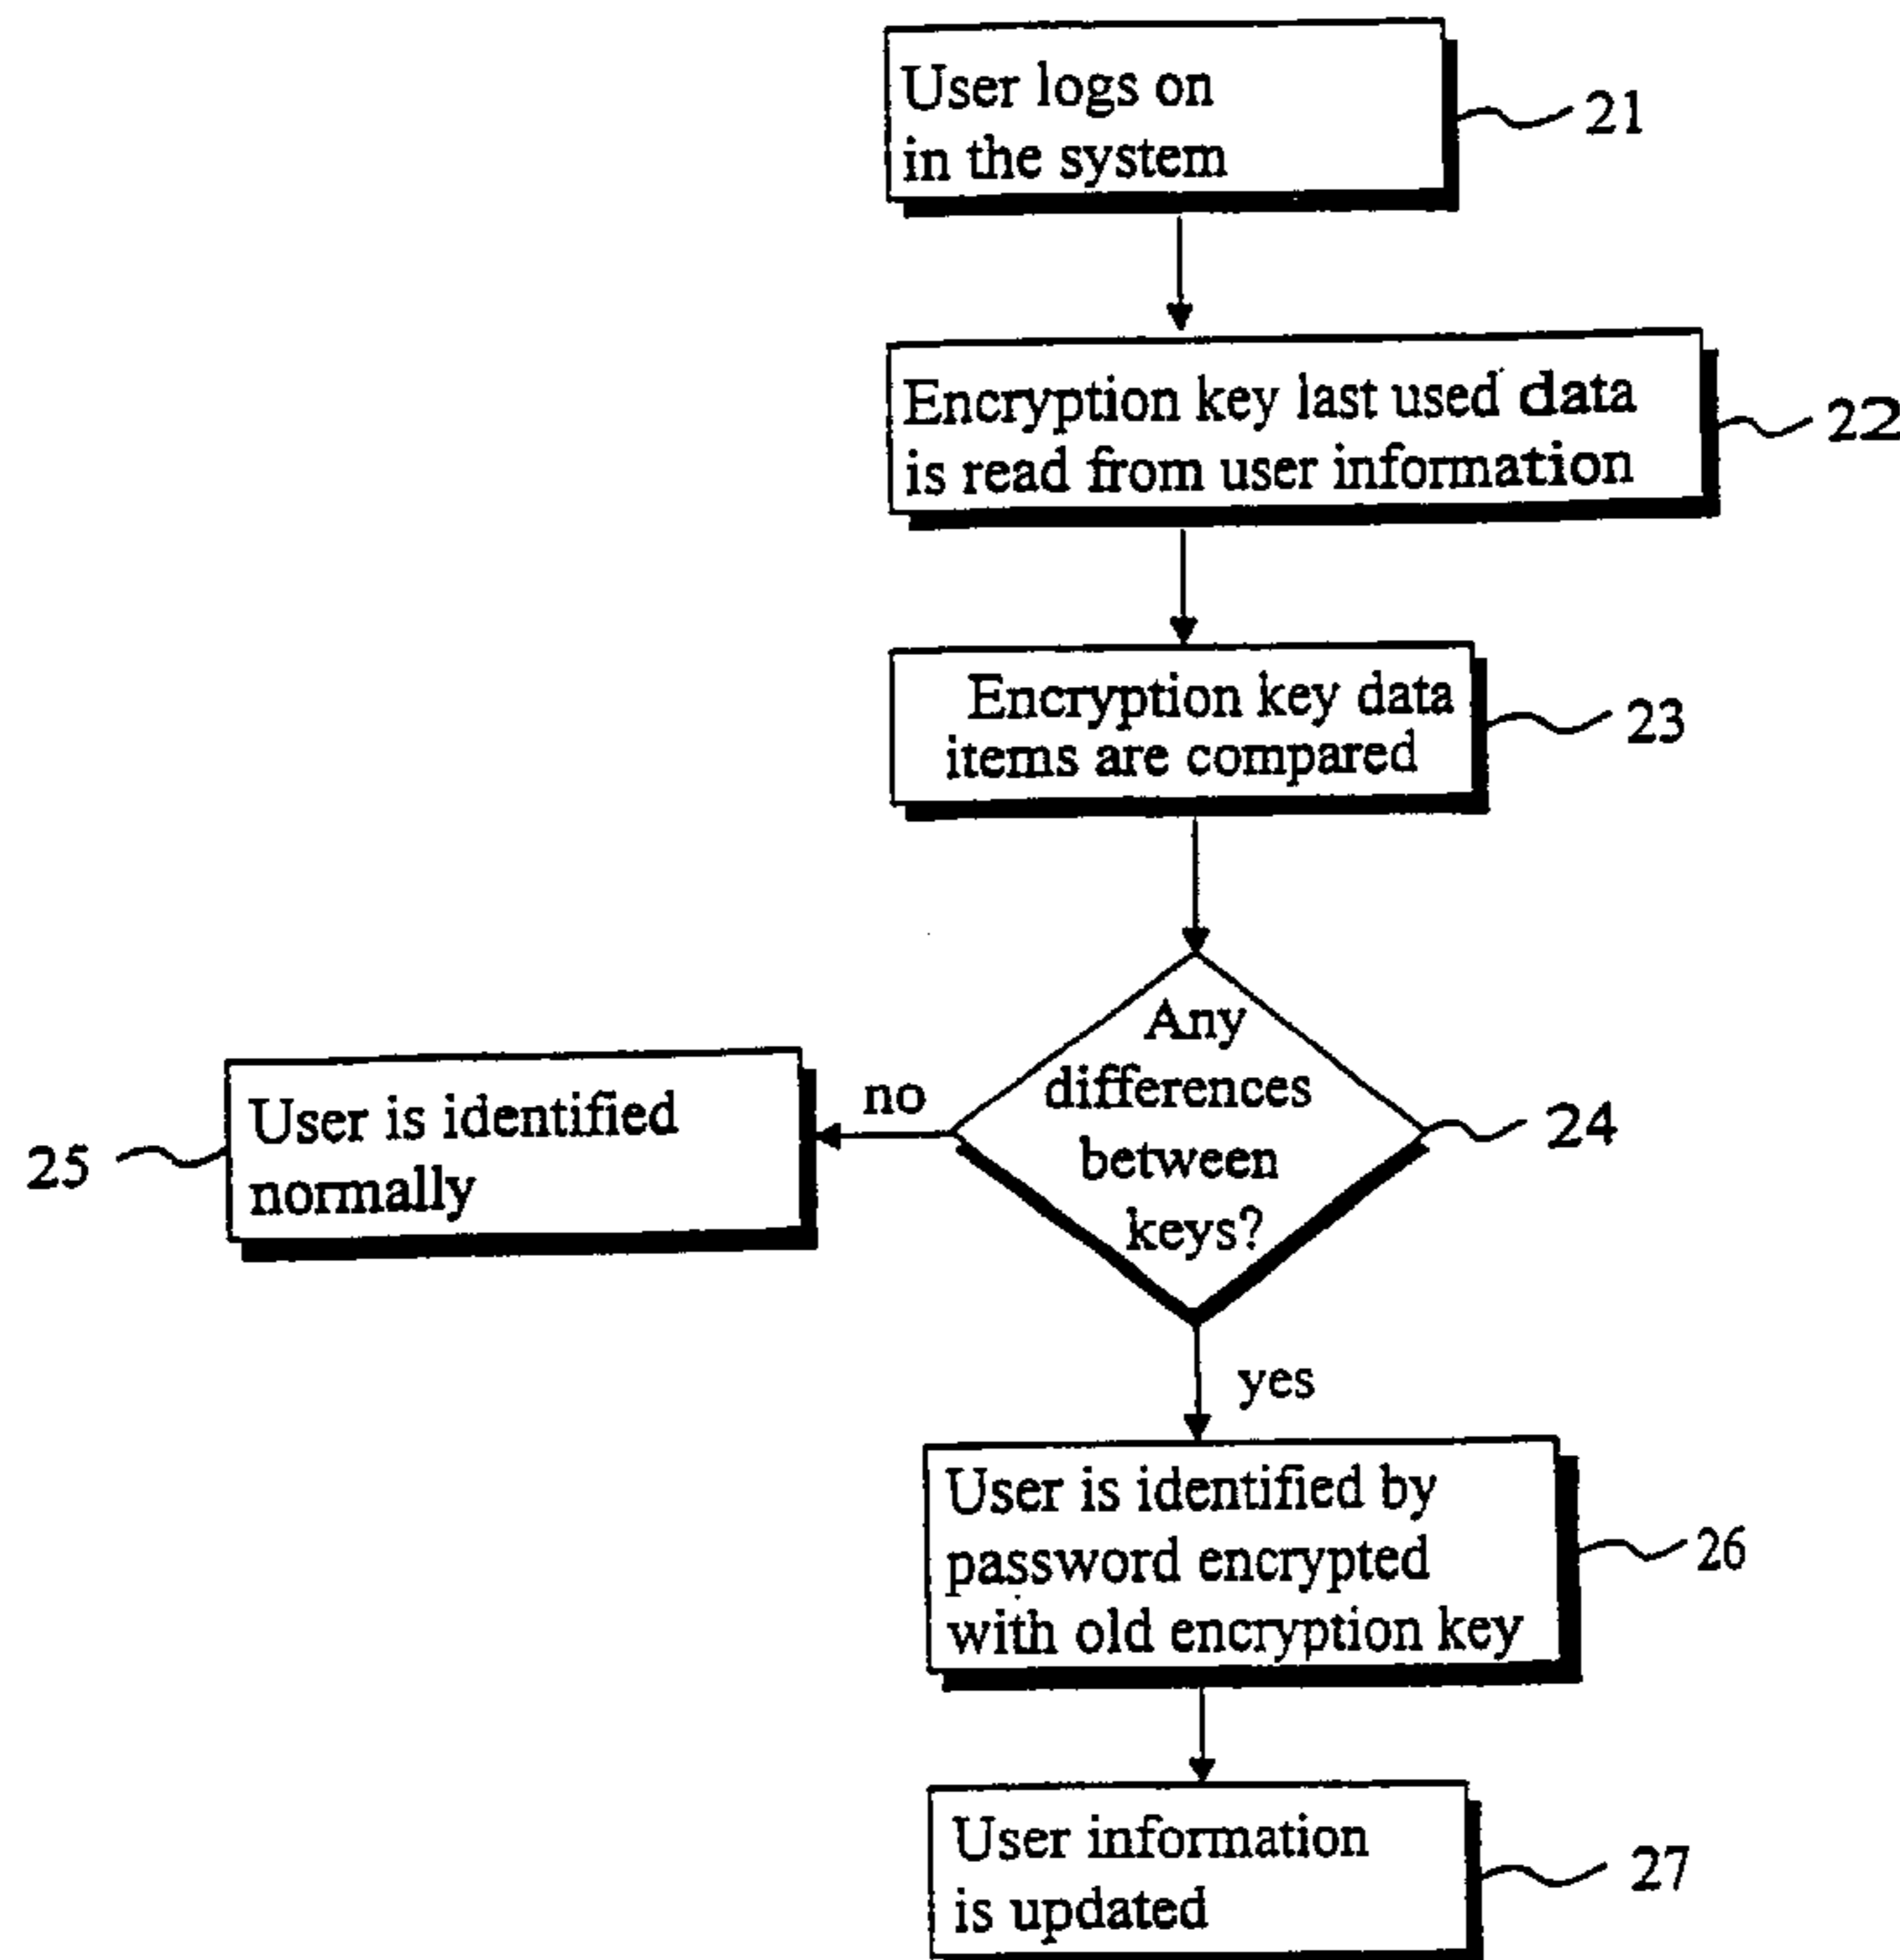 User logs on
in the system
21
Encryption key last used data
is read from user information
22
Encryption key data
items are compared
23
Any
differences
between
keys?
24
no
User is identified
normally
25
yes
User is identified by
password encrypted
with old encryption key
26
User information
is updated
27